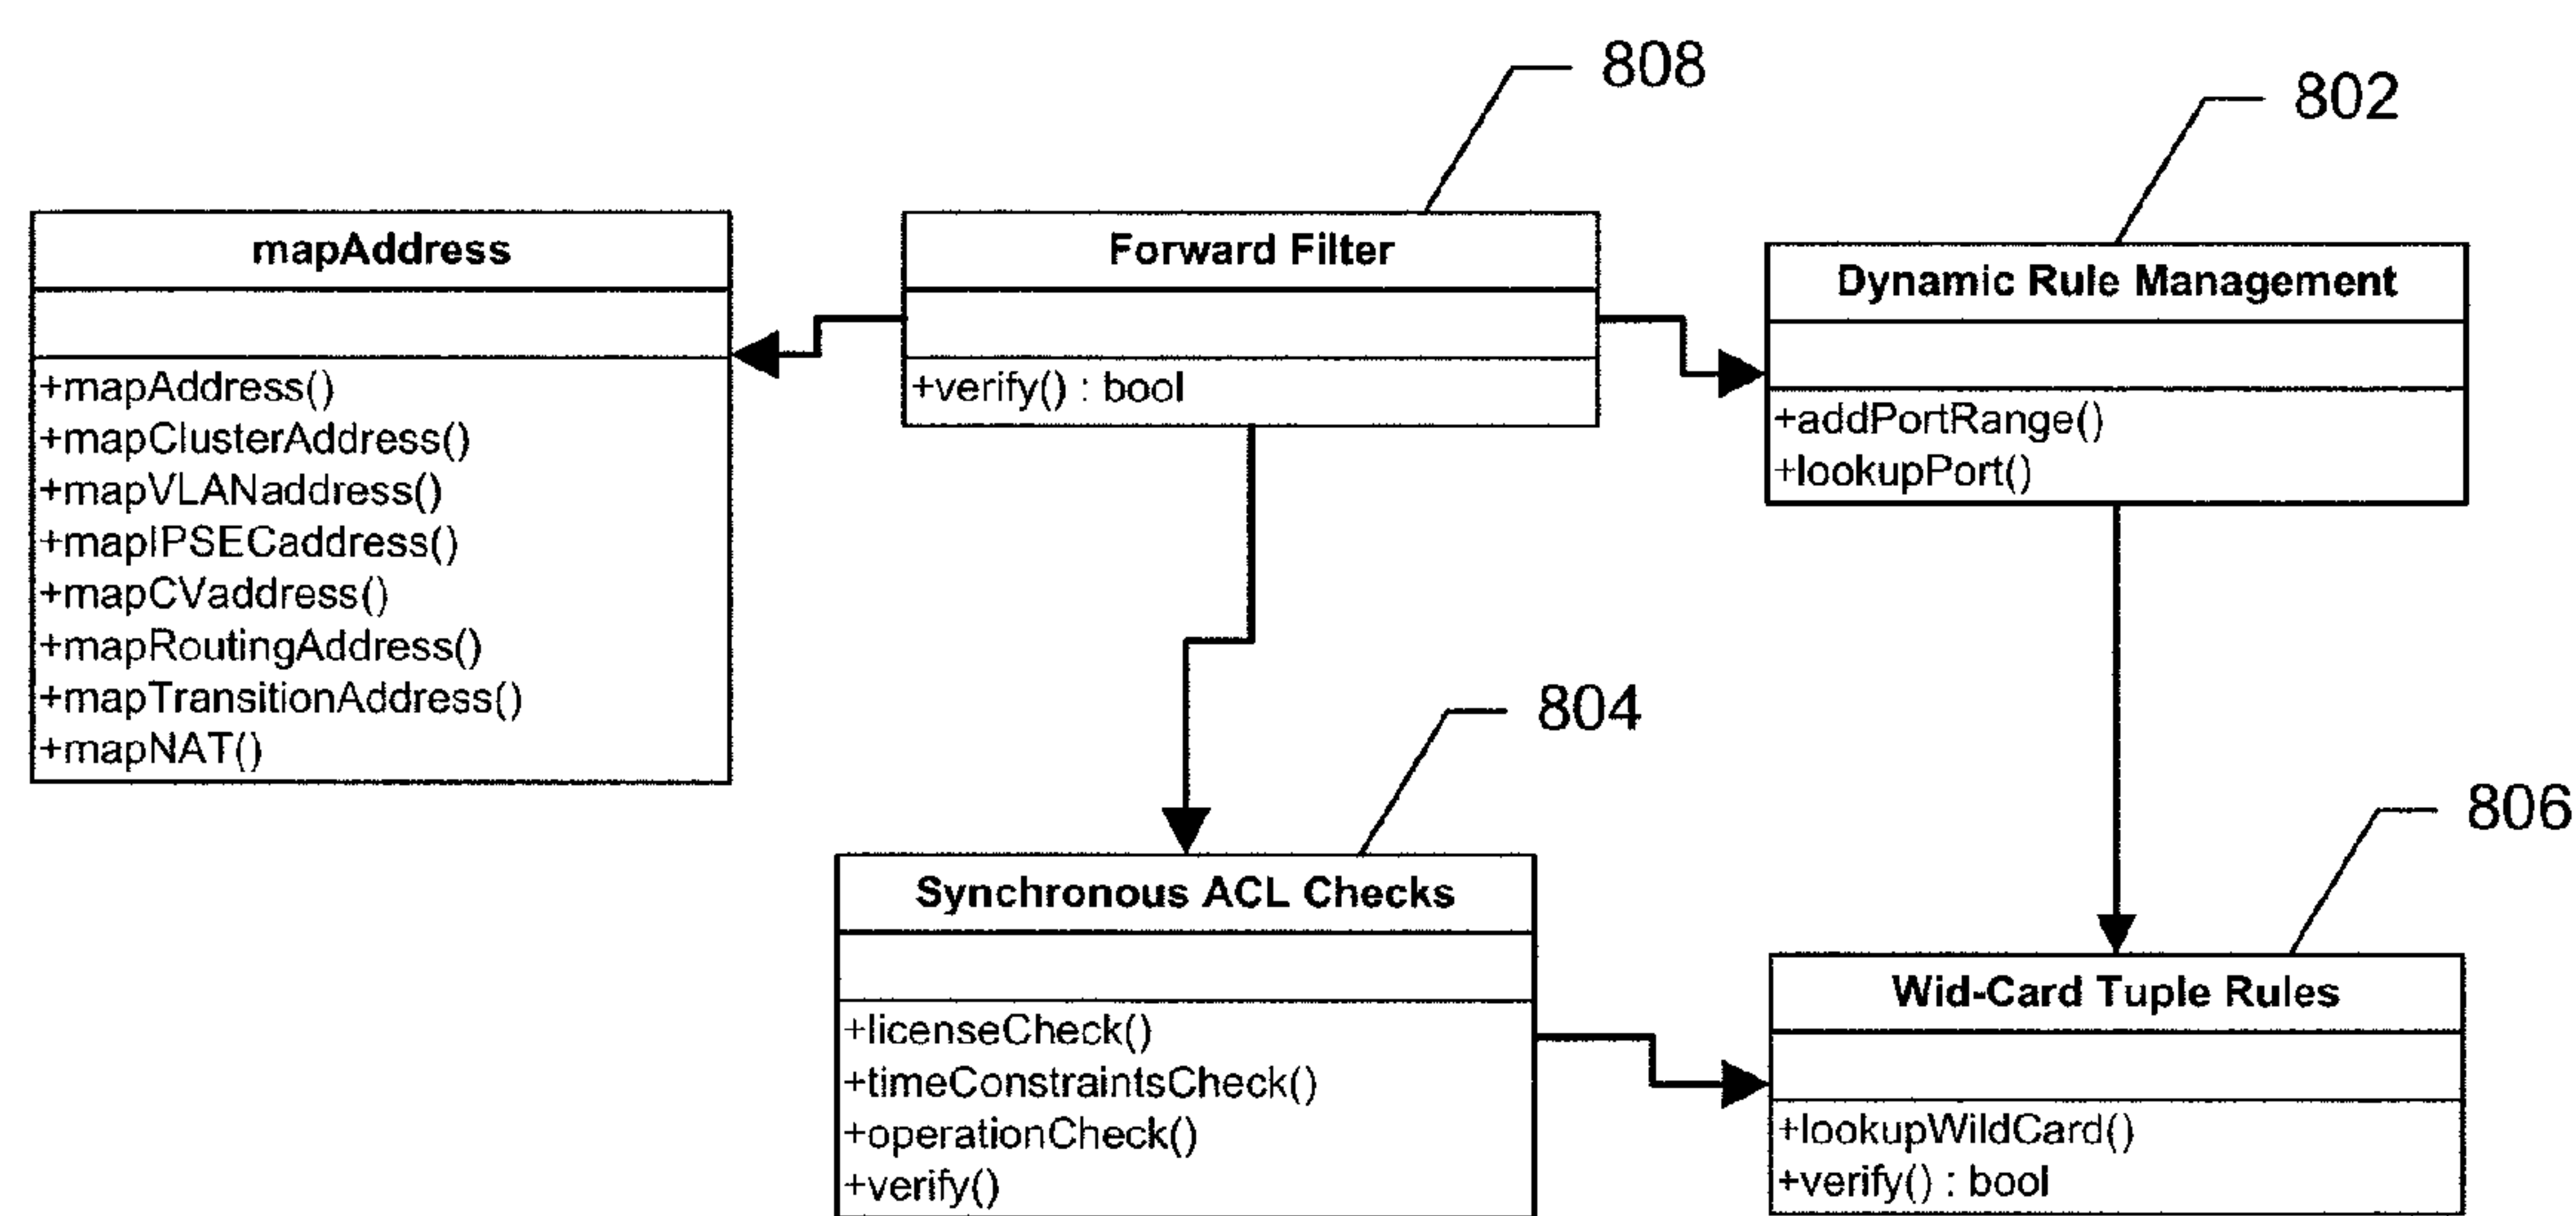 808
802
mapAddress
+mapAddress()
+mapClusterAddress()
+mapVLANaddress()
+mapIPSECaddress()
+mapCVaddress()
+mapRoutingAddress()
+mapTransitionAddress()
+mapNAT()
Forward Filter
+verify() : bool
Dynamic Rule Management
+addPortRange()
+lookupPort()
804
806
Synchronous ACL Checks
+licenseCheck()
+timeConstraintsCheck()
+operationCheck()
+verify()
Wid-Card Tuple Rules
+lookupWildCard()
+verify() : bool